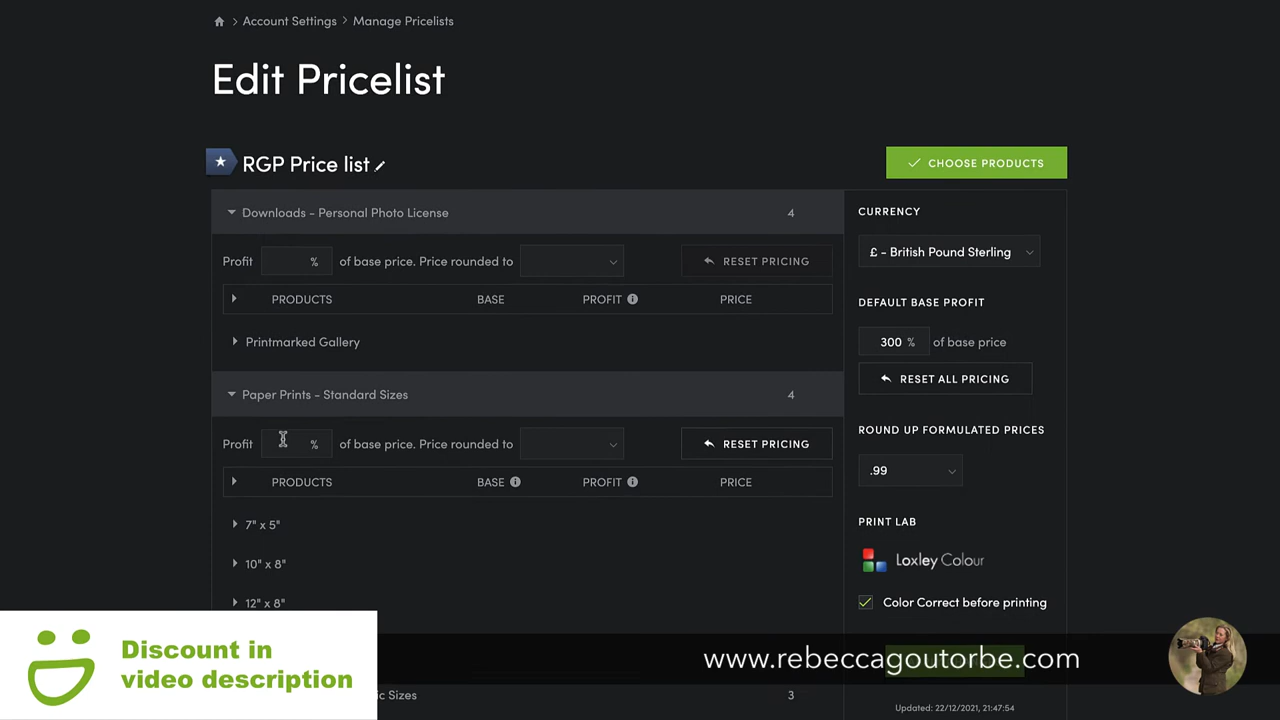 Account Settings > Manage Pricelists
Edit Pricelist
RGP Price list
CHOOSE PRODUCTS
Downloads - Personal Photo License 4
Profit % of base price. Price rounded to RESET PRICING
PRODUCTS BASE PROFIT PRICE
Printmarked Gallery
Paper Prints - Standard Sizes 4
Profit % of base price. Price rounded to RESET PRICING
PRODUCTS BASE PROFIT PRICE
7" x 5"
10" x 8"
12" x 8"
ic Sizes 3
CURRENCY
£ - British Pound Sterling
DEFAULT BASE PROFIT
300 % of base price
RESET ALL PRICING
ROUND UP FORMULATED PRICES
.99
PRINT LAB
Loxley Colour
Color Correct before printing
www.rebeccagoutorbe.com
Updated: 22/12/2021, 21:47:54
Discount in
video description